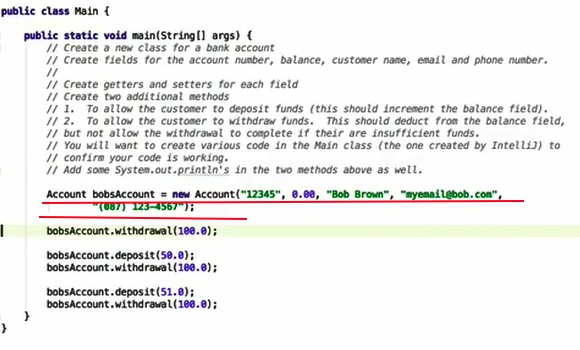 public class Main {
public static void main(String[] args) {
// Create a new class for a bank account
// Create fields for the account number, balance, customer name, email and phone number.
//
// Create getters and setters for each field
// Create two additional methods
// 1. To allow the customer to deposit funds (this should increment the balance field).
// 2. To allow the customer to withdraw funds. This should deduct from the balance field,
// but not allow the withdrawal to complete if their are insufficient funds.
// You will want to create various code in the Main class (the one created by IntelliJ) to
// confirm your code is working.
// Add some System.out.println's in the two methods above as well.
Account bobsAccount = new Account("12345", 0.00, "Bob Brown", "myemail@bob.com",
"(087) 123-4567");
bobsAccount.withdrawal(100.0);
bobsAccount.deposit(50.0);
bobsAccount.withdrawal(100.0);
bobsAccount.deposit(51.0);
bobsAccount.withdrawal(100.0);
}
}